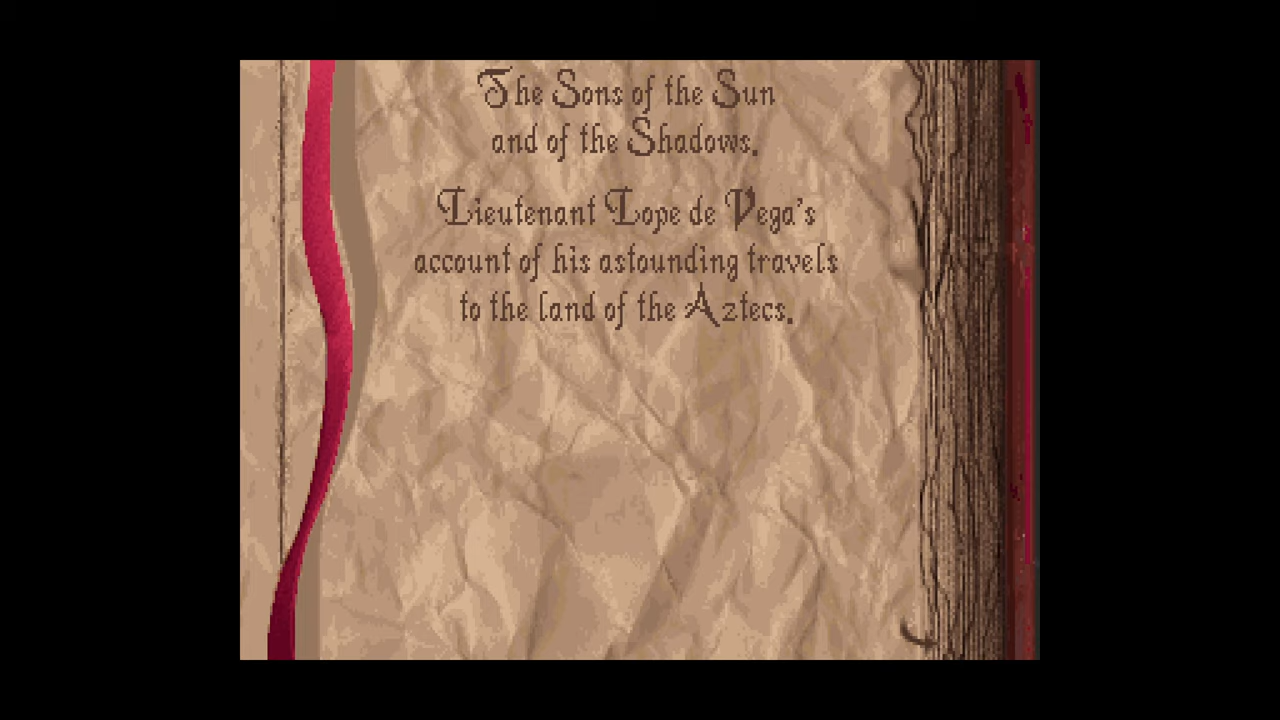 The Sons of the Sun
and of the Shadows.
Lieutenant Lope de Vega's
account of his astounding travels
to the land of the Aztecs.